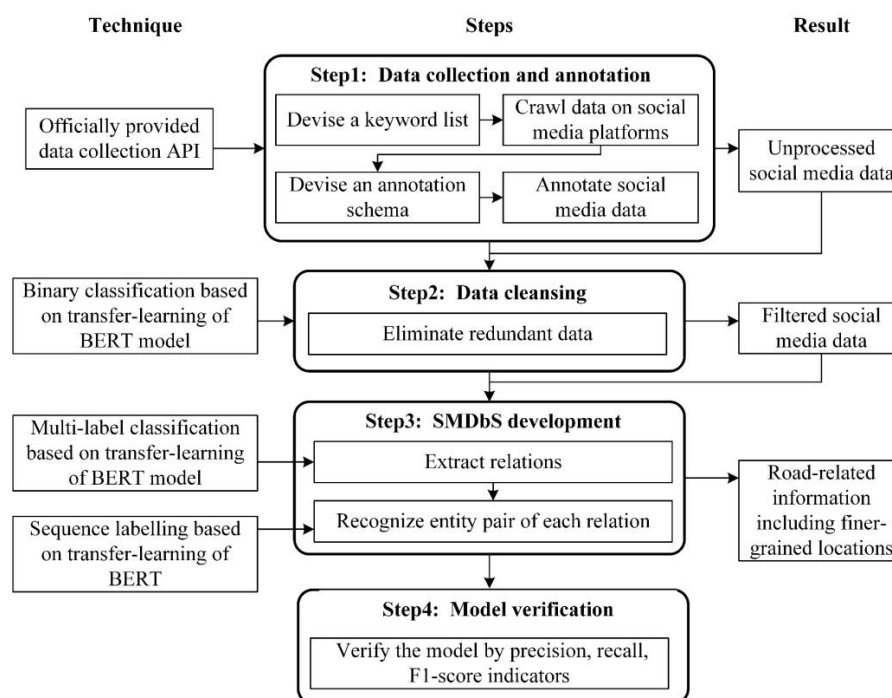 Technique
Steps
Result
Step1: Data collection and annotation
Officially provided
data collection API
Devise a keyword list
Crawl data on social
media platforms
Devise an annotation
schema
Annotate social
media data
Unprocessed
social media data
Binary classification based
on transfer-learning of
BERT model
Step2: Data cleansing
Eliminate redundant data
Filtered social
media data
Multi-label classification
based on transfer-learning
of BERT model
Sequence labelling based
on transfer-learning of
BERT
Step3: SMDbS development
Extract relations
Recognize entity pair of each relation
Road-related
information
including finer-
grained locations
Step4: Model verification
Verify the model by precision, recall,
F1-score indicators